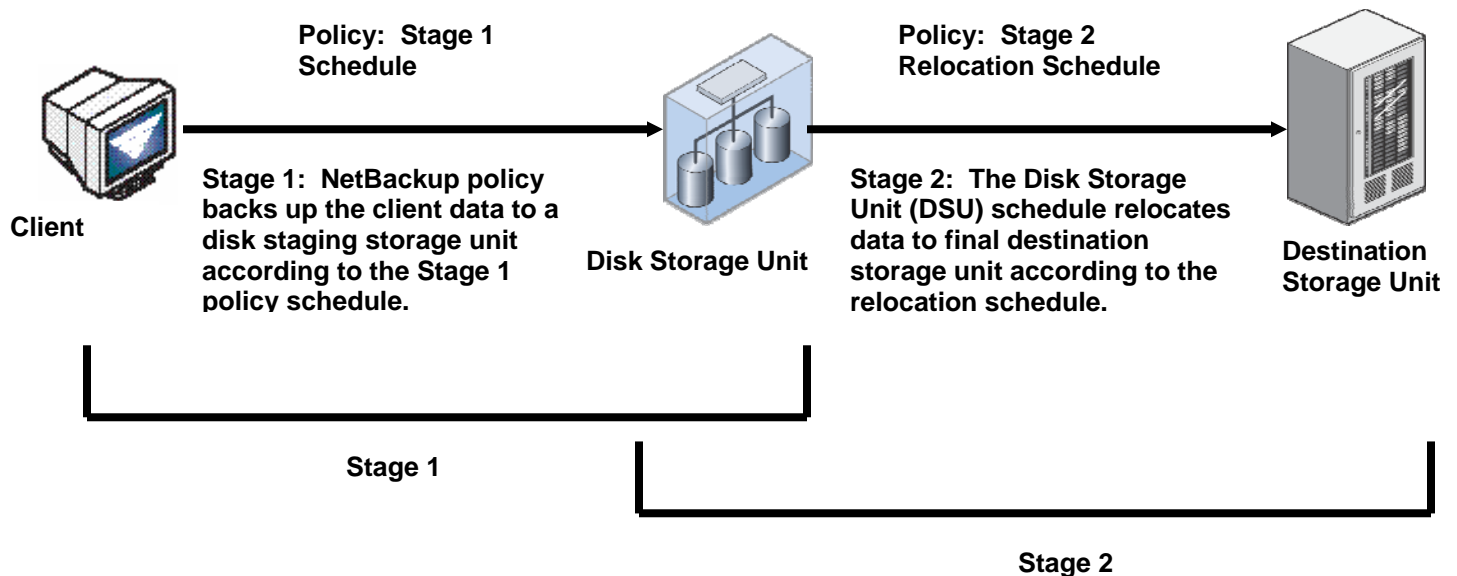 Policy: Stage 1
Schedule
Policy: Stage 2
Relocation Schedule
Client
Stage 1: NetBackup policy
backs up the client data to a
disk staging storage unit
according to the Stage 1
policy schedule.
Disk Storage Unit
Stage 2: The Disk Storage
Unit (DSU) schedule relocates
data to final destination
storage unit according to the
relocation schedule.
Destination
Storage Unit
Stage 1
Stage 2